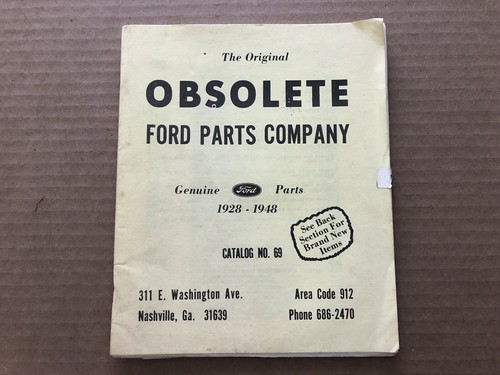 The Original
OBSOLETE
FORD PARTS COMPANY
Genuine Ford Parts
1928 - 1948
See Back
Section For
Brand New
Items
CATALOG NO. 69
311 E. Washington Ave. Area Code 912
Nashville, Ga. 31639 Phone 686-2470